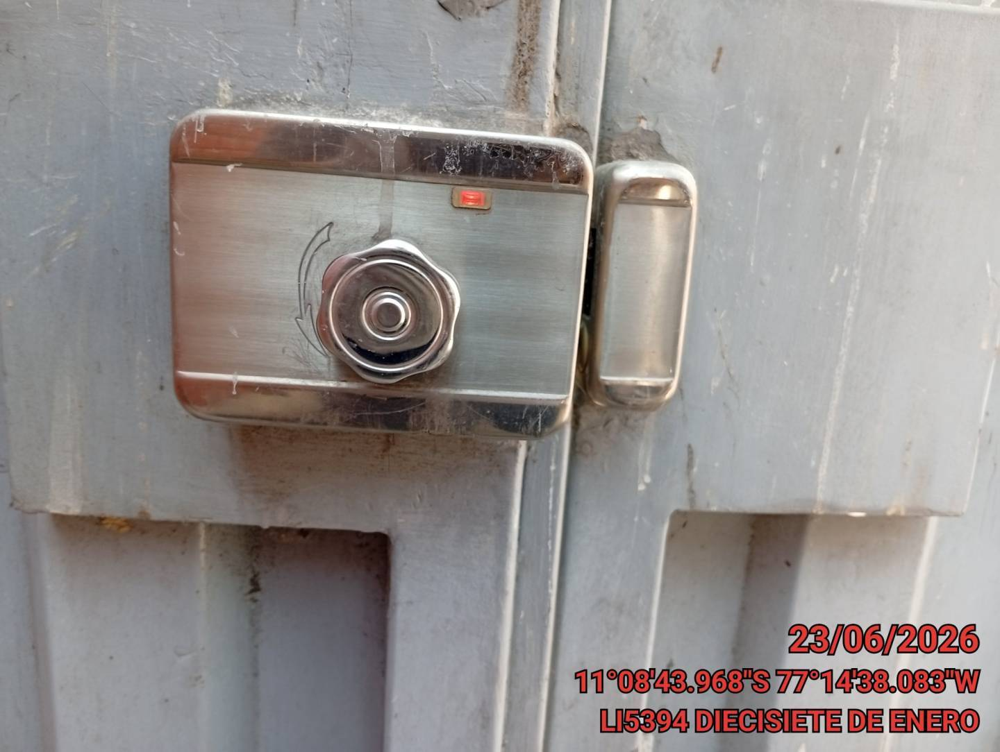 23/06/2026
11°08'43.968"S 77°14'38.083"W
LI5394 DIECISIETE DE ENERO